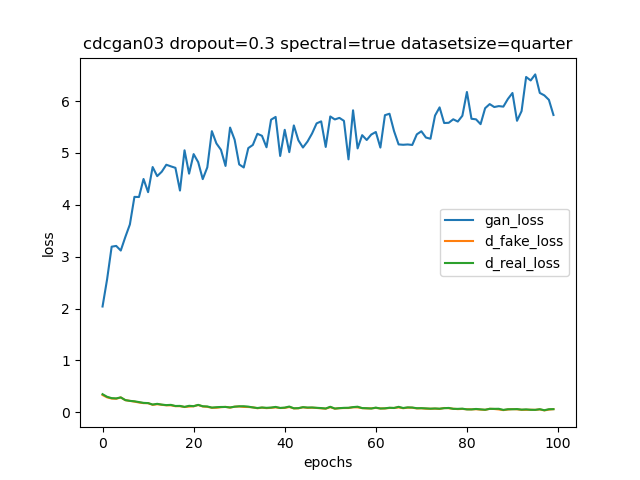 cdcgan03 dropout=0.3 spectral=true datasetsize=quarter
6
5
4
3
2
1
0
loss
gan_loss
d_fake_loss
d_real_loss
0 20 40 60 80 100
epochs